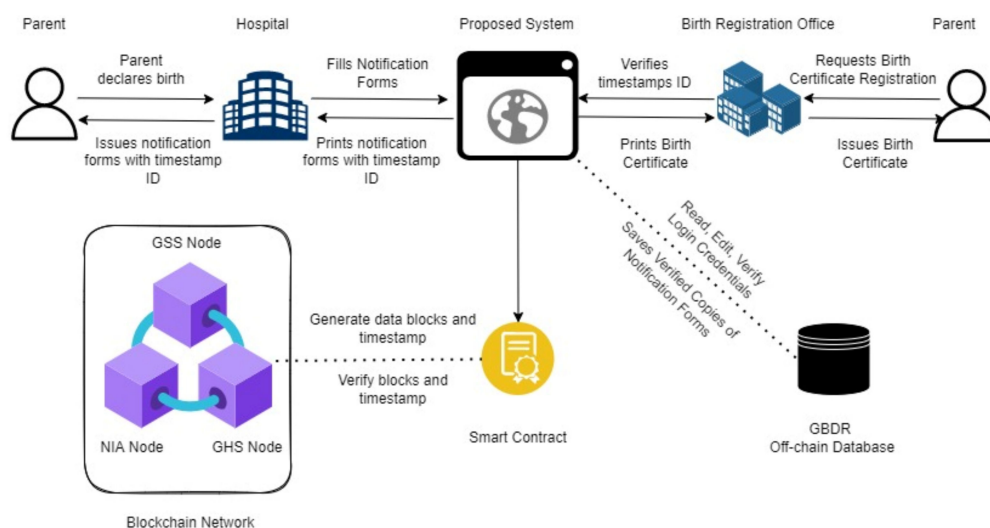 Parent
Hospital
Proposed System
Birth Registration Office
Parent
Parent
declares birth
Fills Notification
Forms
Verifies
timestamps ID
Requests Birth
Certificate Registration
Issues notification
forms with timestamp
ID
Prints notification
forms with timestamp
ID
Prints Birth
Certificate
Issues Birth
Certificate
Read, Edit, Verify
Login Credentials
Saves Verified Copies of
Notification Forms
GSS Node
NIA Node
GHS Node
Generate data blocks and
timestamp
Verify blocks and
timestamp
Smart Contract
GBDR
Off-chain Database
Blockchain Network